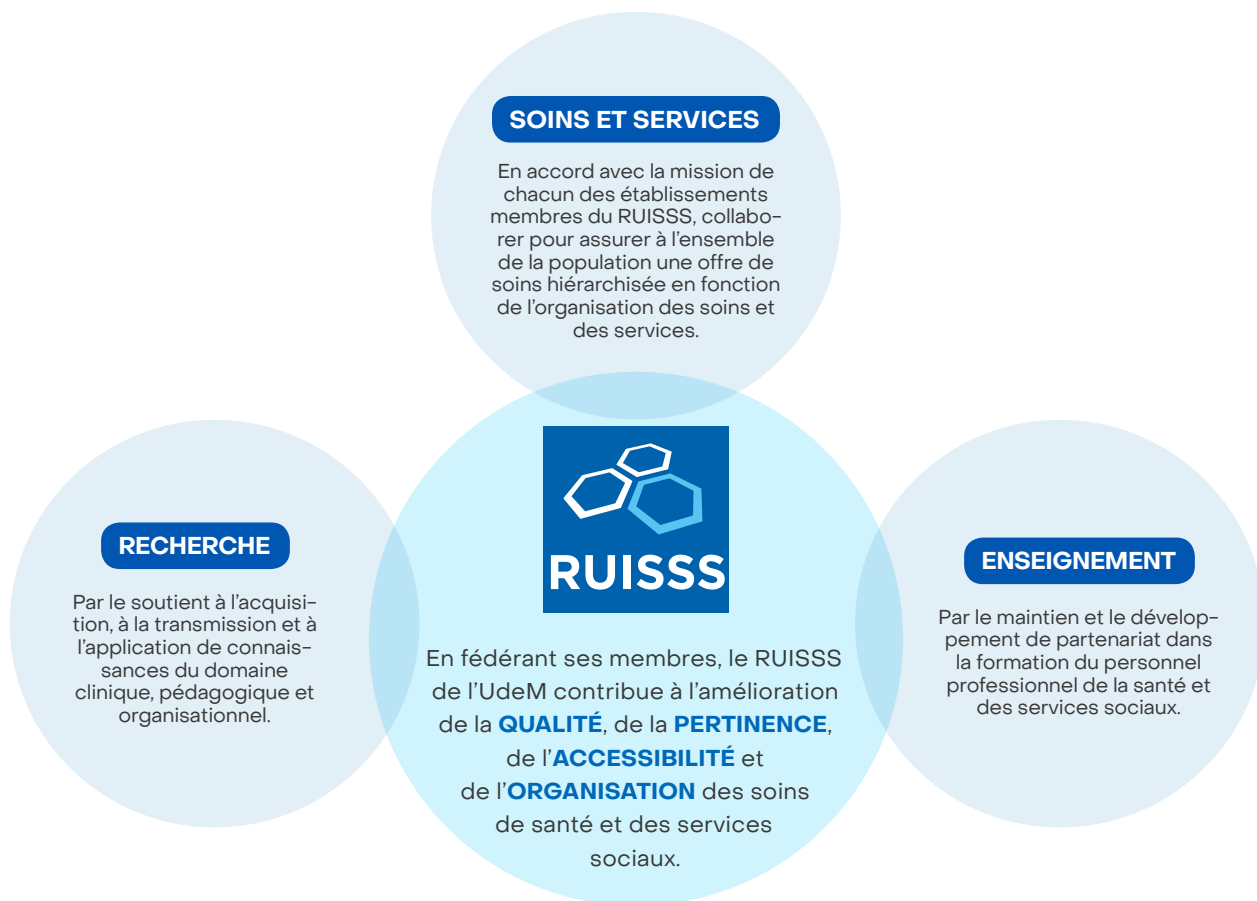 SOINS ET SERVICES
En accord avec la mission de
chacun des établissements
membres du RUISSS, collabo-
rer pour assurer à l'ensemble
de la population une offre de
soins hiérarchisée en fonction
de l'organisation des soins et
des services.
RECHERCHE
Par le soutient à l'acquisi-
tion, à la transmission et à
l'application de connais-
sances du domaine
clinique, pédagogique et
organisationnel.
RUISSS
En fédérant ses membres, le RUISSS
de l'UdeM contribue à l'amélioration
de la QUALITÉ, de la PERTINENCE,
de l'ACCESSIBILITÉ et
de l'ORGANISATION des soins
de santé et des services
sociaux.
ENSEIGNEMENT
Par le maintien et le dévelop-
pement de partenariat dans
la formation du personnel
professionnel de la santé et
des services sociaux.